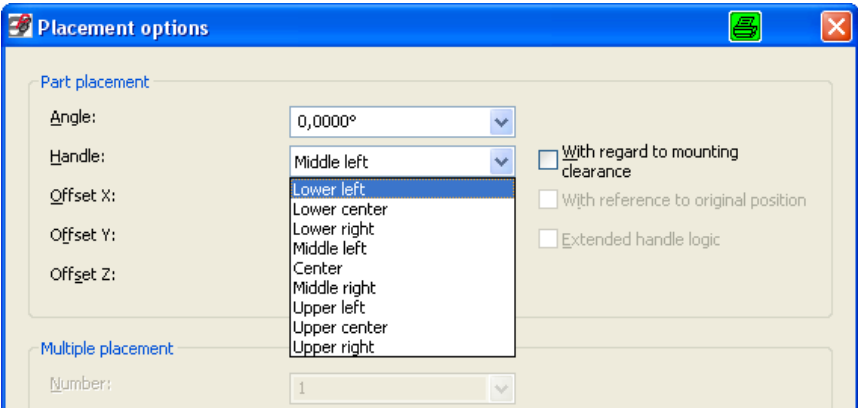 Placement options
Part placement
Angle:
0,0000°
Handle:
Middle left
With regard to mounting
clearance
Lower left
Offset X:
With reference to original position
Lower center
Lower right
Offset Y:
Extended handle logic
Middle left
Center
Offset Z:
Middle right
Upper left
Upper center
Upper right
Multiple placement
Number:
1